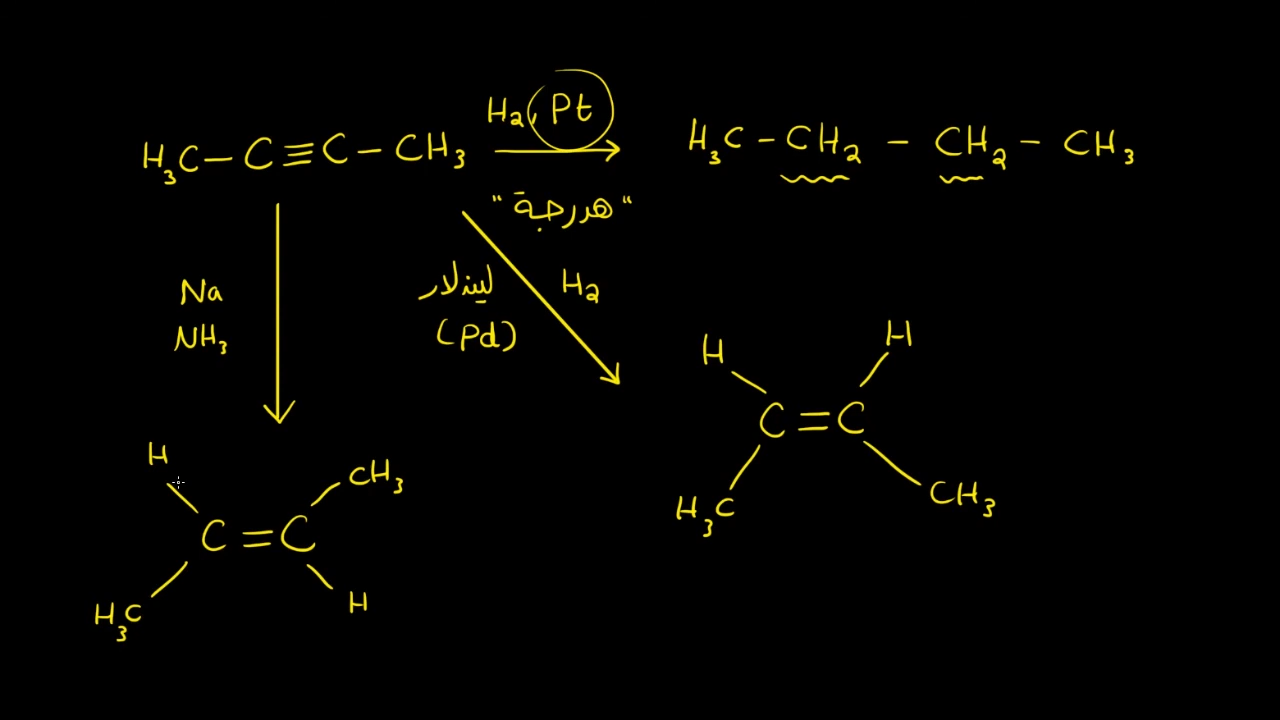 H₃C – C ≡ C – CH₃
H₂, Pt
"هدرجة"
H₃C – CH₂ – CH₂ – CH₃
Na
NH₃
ليندلار
(Pd)
H₂
H H
C = C
H₃C CH₃
H CH₃
C = C
H₃C H